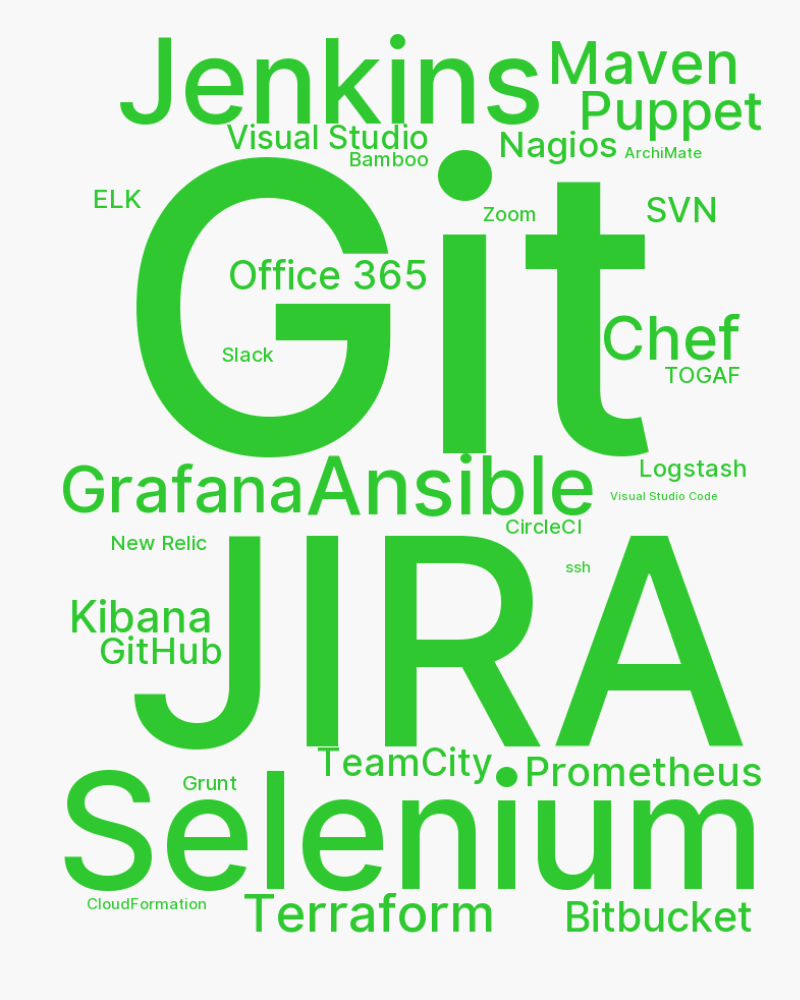 Jenkins
Maven
Puppet
Visual Studio
Nagios
ArchiMate
Bamboo
ELK
Zoom
SVN
Git
Office 365
Slack
Chef
TOGAF
Grafana
Ansible
Logstash
Visual Studio Code
CircleCI
New Relic
ssh
JIRA
Kibana
GitHub
TeamCity
Prometheus
Grunt
Selenium
CloudFormation
Terraform
Bitbucket